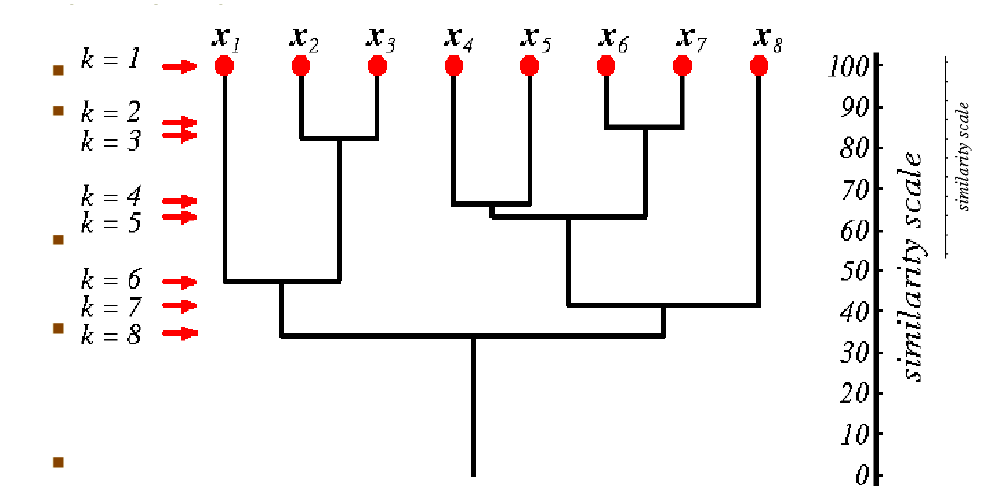 x1 x2 x3 x4 x5 x6 x7 x8
k = 1
k = 2
k = 3
k = 4
k = 5
k = 6
k = 7
k = 8
100
90
80
70
60
50
40
30
20
10
0
similarity scale
similarity scale